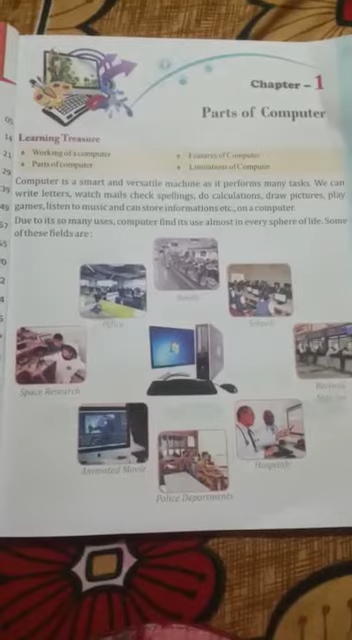 Chapter – 1
Parts of Computer
Learning Treasure
Working of a computer
Features of Computer
Parts of computer
Limitations of Computer
Computer is a smart and versatile machine as it performs many tasks. We can
write letters, watch mails check spellings, do calculations, draw pictures, play
games, listen to music and can store informations etc., on a computer.
Due to its so many uses, computer find its use almost in every sphere of life. Some
of these fields are :
Office
Schools
Space Research
Animated Movie
Hospitals
Police Departments